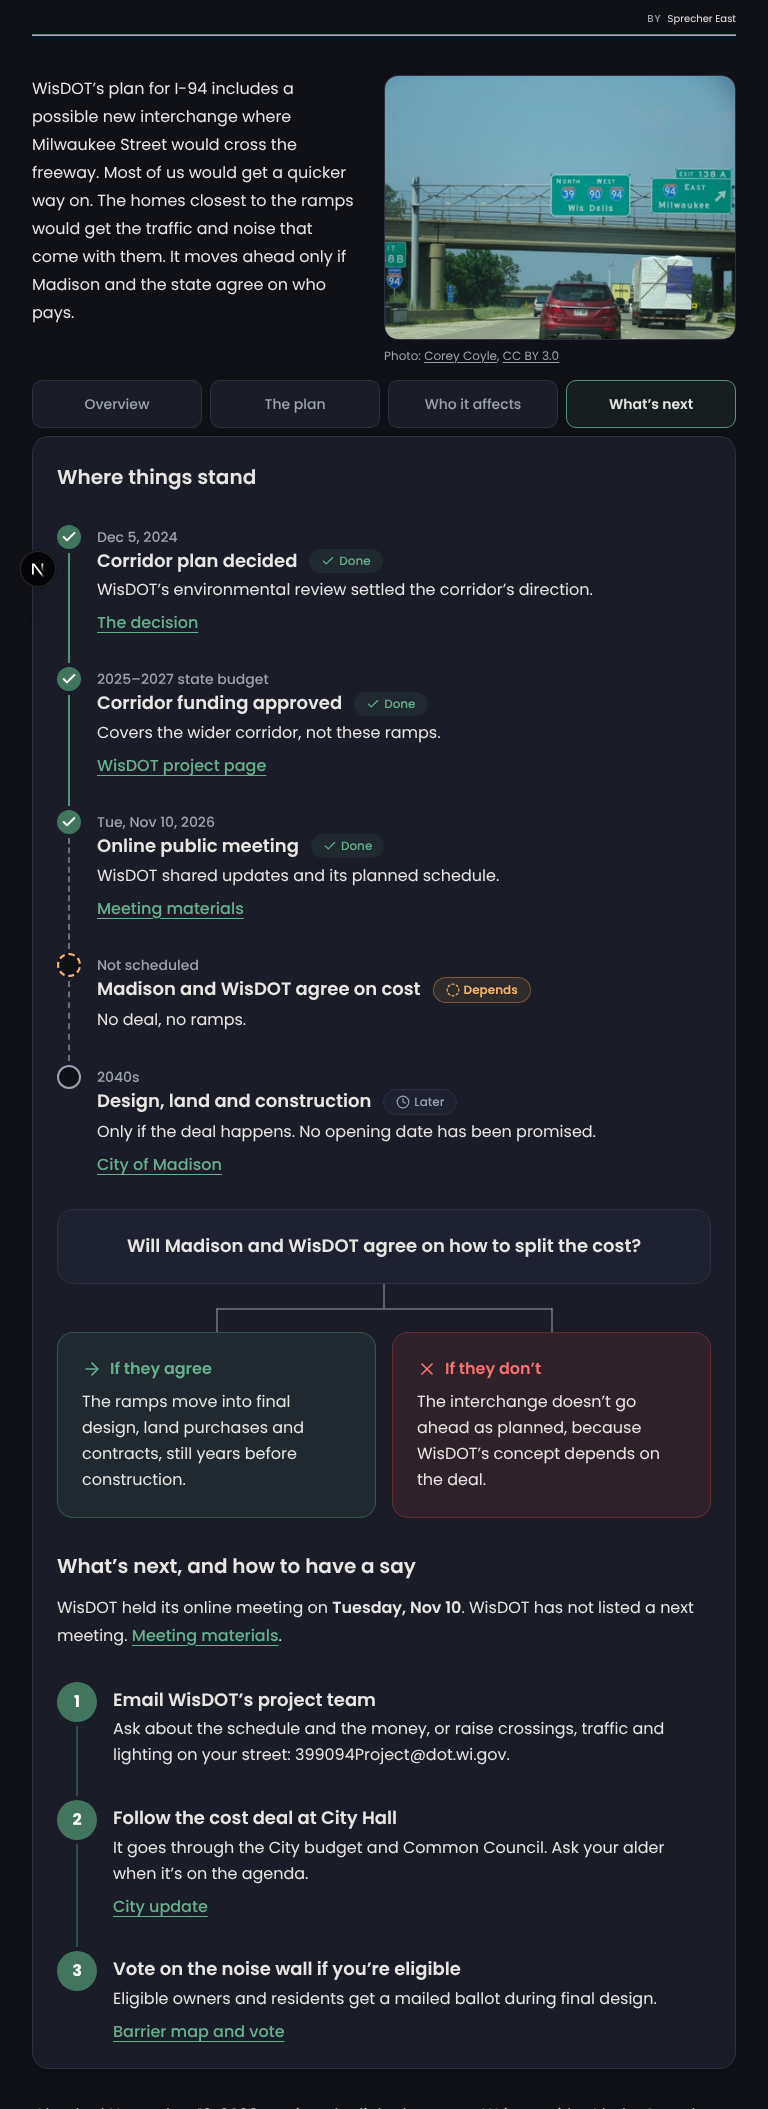 BY Sprecher East
WisDOT’s plan for I-94 includes a
possible new interchange where
Milwaukee Street would cross the
freeway. Most of us would get a quicker
way on. The homes closest to the ramps
would get the traffic and noise that
come with them. It moves ahead only if
Madison and the state agree on who
pays.
NORTH WEST
39 90 94
Wis Dells
EXIT 138 A
94 EAST
Milwaukee
94
Photo: Corey Coyle, CC BY 3.0
Overview
The plan
Who it affects
What’s next
Where things stand
N
Dec 5, 2024
Corridor plan decided Done
WisDOT’s environmental review settled the corridor’s direction.
The decision
2025–2027 state budget
Corridor funding approved Done
Covers the wider corridor, not these ramps.
WisDOT project page
Tue, Nov 10, 2026
Online public meeting Done
WisDOT shared updates and its planned schedule.
Meeting materials
Not scheduled
Madison and WisDOT agree on cost Depends
No deal, no ramps.
2040s
Design, land and construction Later
Only if the deal happens. No opening date has been promised.
City of Madison
Will Madison and WisDOT agree on how to split the cost?
If they agree
The ramps move into final
design, land purchases and
contracts, still years before
construction.
If they don’t
The interchange doesn’t go
ahead as planned, because
WisDOT’s concept depends on
the deal.
What’s next, and how to have a say
WisDOT held its online meeting on Tuesday, Nov 10. WisDOT has not listed a next
meeting. Meeting materials.
1
Email WisDOT’s project team
Ask about the schedule and the money, or raise crossings, traffic and
lighting on your street: 399094Project@dot.wi.gov.
2
Follow the cost deal at City Hall
It goes through the City budget and Common Council. Ask your alder
when it’s on the agenda.
City update
3
Vote on the noise wall if you’re eligible
Eligible owners and residents get a mailed ballot during final design.
Barrier map and vote